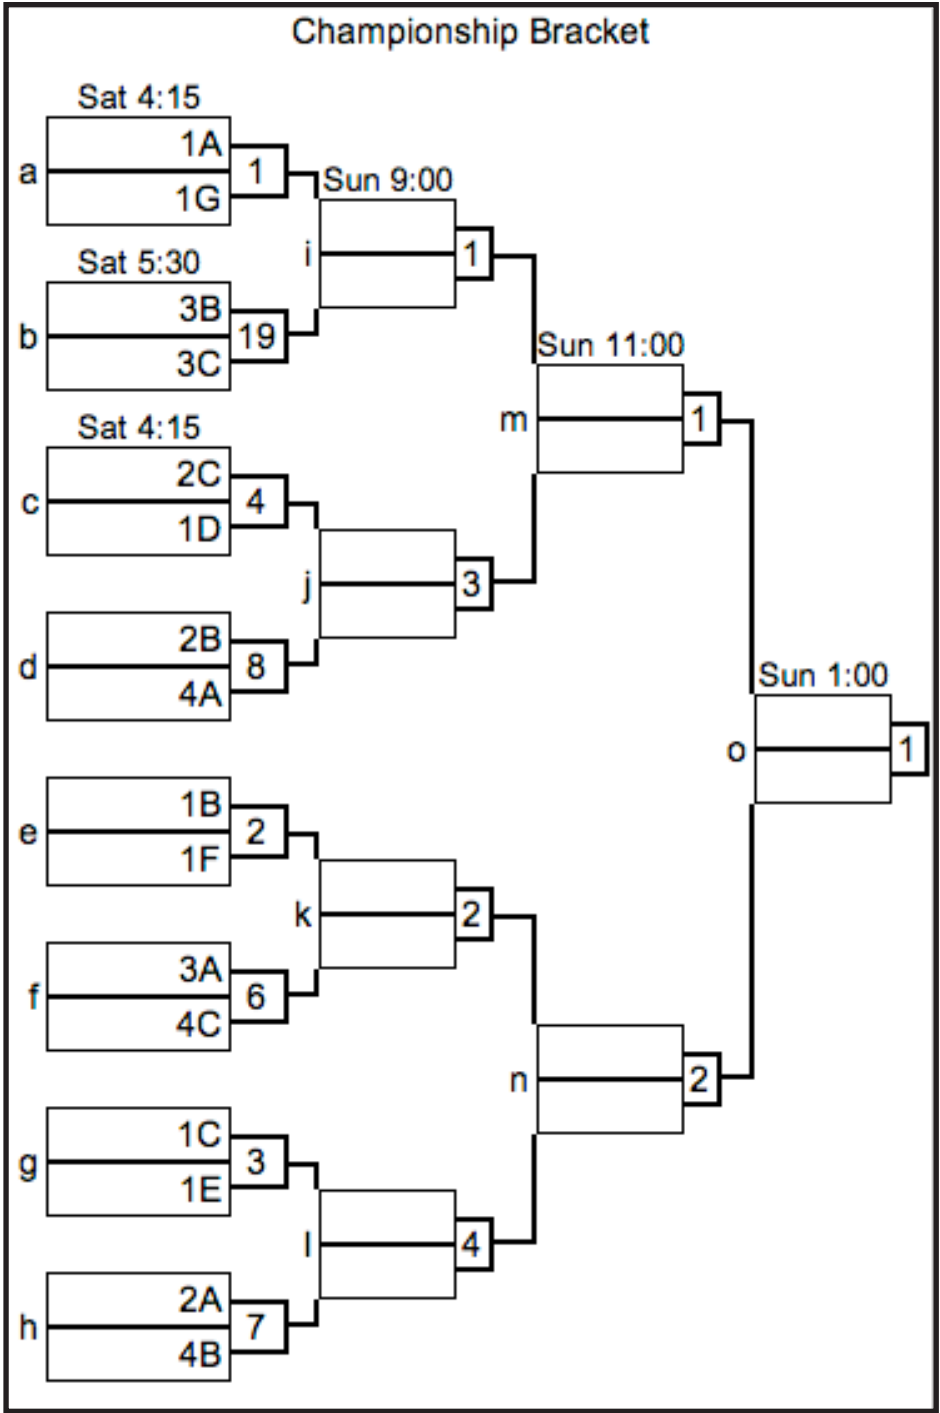 Championship Bracket
Sat 4:15
1A
a 1
1G
Sun 9:00
i 1
Sat 5:30
3B
b 19
3C
Sun 11:00
m 1
Sat 4:15
2C
c 4
1D
j 3
2B
d 8
4A
Sun 1:00
o 1
1B
e 2
1F
k 2
3A
f 6
4C
n 2
1C
g 3
1E
l 4
2A
h 7
4B